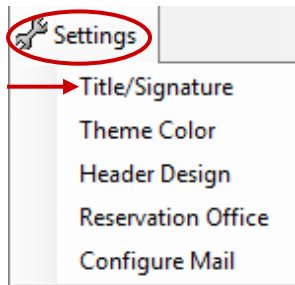 Settings
Title/Signature
Theme Color
Header Design
Reservation Office
Configure Mail